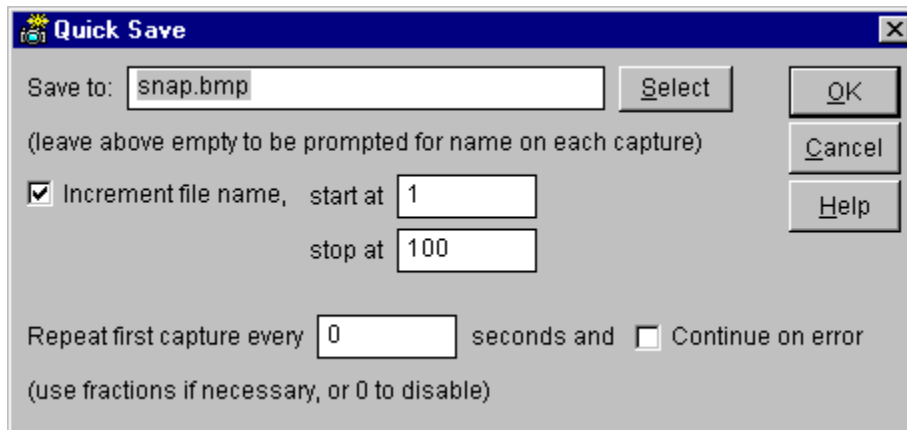 Quick Save
Save to: snap.bmp Select OK
(leave above empty to be prompted for name on each capture)
Cancel
Increment file name, start at 1
Help
stop at 100
Repeat first capture every 0 seconds and Continue on error
(use fractions if necessary, or 0 to disable)